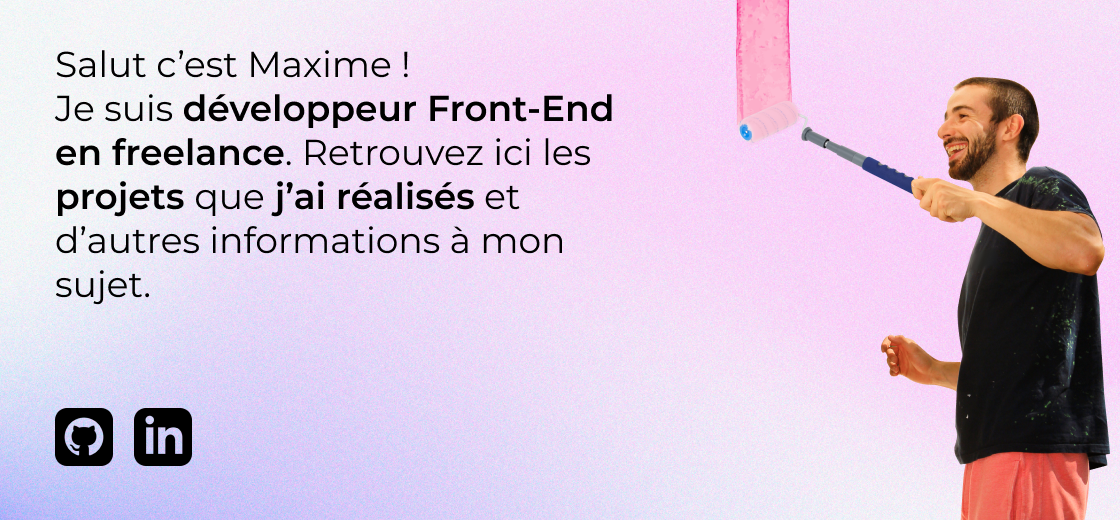 Salut c’est Maxime !
Je suis développeur Front-End
en freelance. Retrouvez ici les
projets que j’ai réalisés et
d’autres informations à mon
sujet.
in